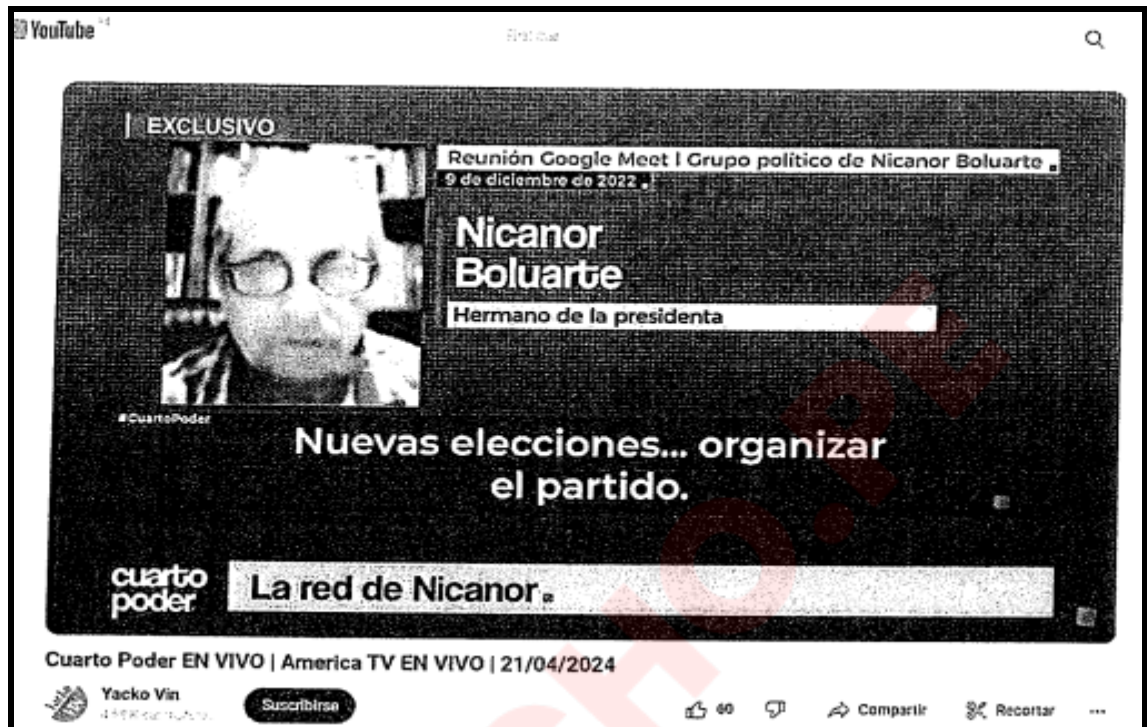 YouTube
EXCLUSIVO
Reunión Google Meet | Grupo político de Nicanor Boluarte
9 de diciembre de 2022
Nicanor
Boluarte
Hermano de la presidenta
#CuartoPoder
Nuevas elecciones... organizar
el partido.
cuarto
poder
La red de Nicanor
Cuarto Poder EN VIVO | America TV EN VIVO | 21/04/2024
Yacko Vin
Suscribirse
60
Compartir
Recortar
...